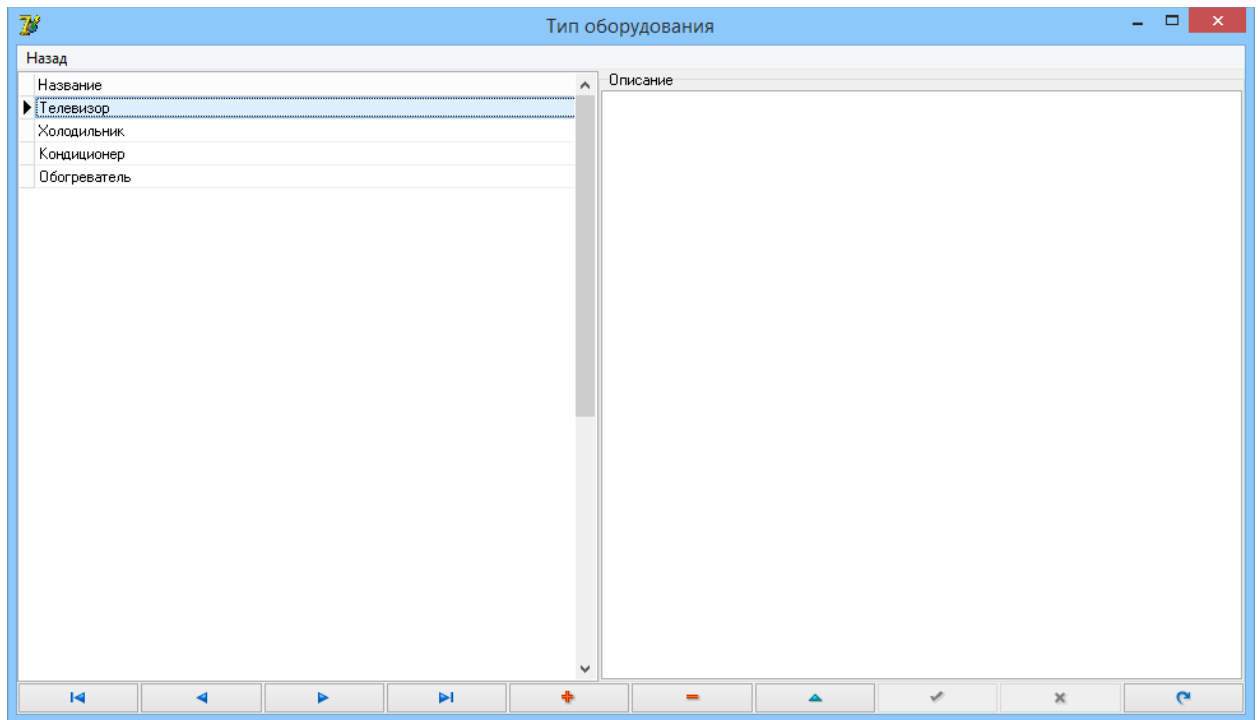 Тип оборудования
Назад
Название
Описание
Телевизор
Холодильник
Кондиционер
Обогреватель